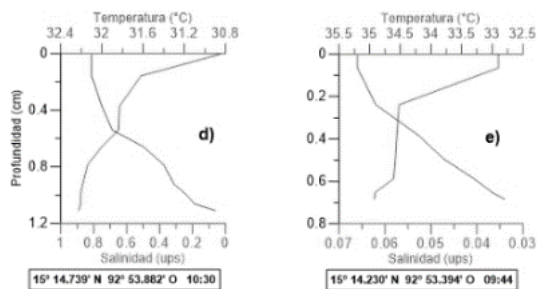 Temperatura (°C)
32.4 32 31.6 31.2 30.8
0
0.4
0.8
1.2
Profundidad (cm)
d)
1 0.8 0.6 0.4 0.2 0
Salinidad (ups)
15° 14.739' N 92° 53.882' O 10:30
Temperatura (°C)
35.5 35 34.5 34 33.5 33 32.5
0
0.2
0.4
0.6
0.8
e)
0.07 0.06 0.05 0.04 0.03
Salinidad (ups)
15° 14.230' N 92° 53.394' O 09:44